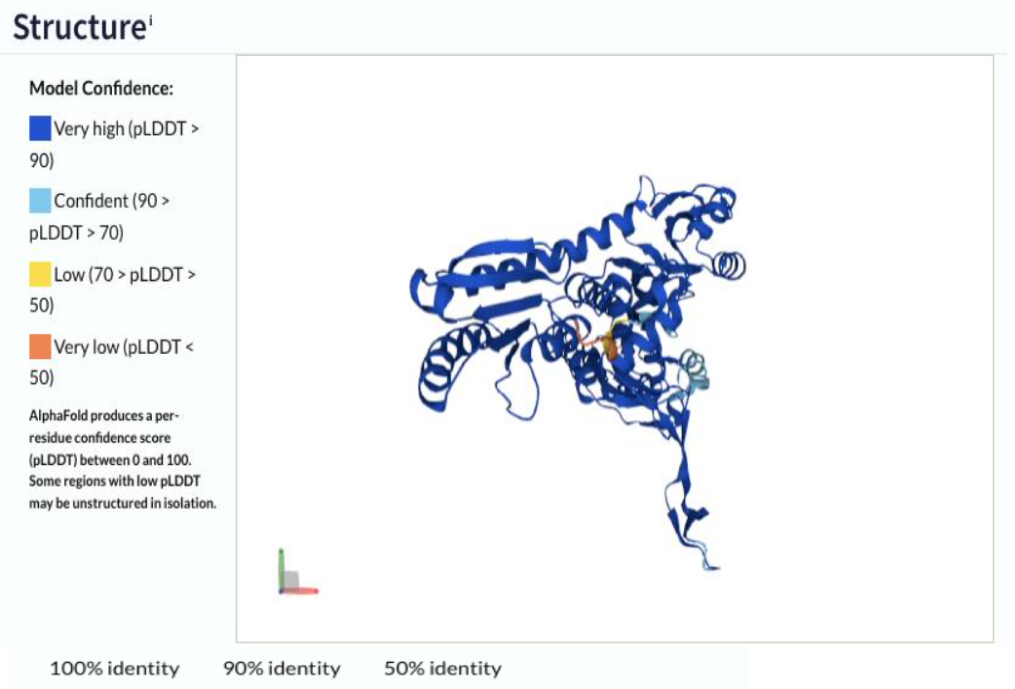 Structureⁱ
Model Confidence:
Very high (pLDDT >
90)
Confident (90 >
pLDDT > 70)
Low (70 > pLDDT >
50)
Very low (pLDDT <
50)
AlphaFold produces a per-
residue confidence score
(pLDDT) between 0 and 100.
Some regions with low pLDDT
may be unstructured in isolation.
100% identity 90% identity 50% identity